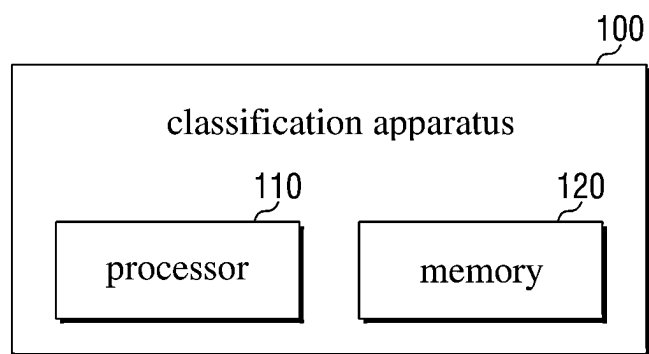 100
classification apparatus
110
120
processor
memory